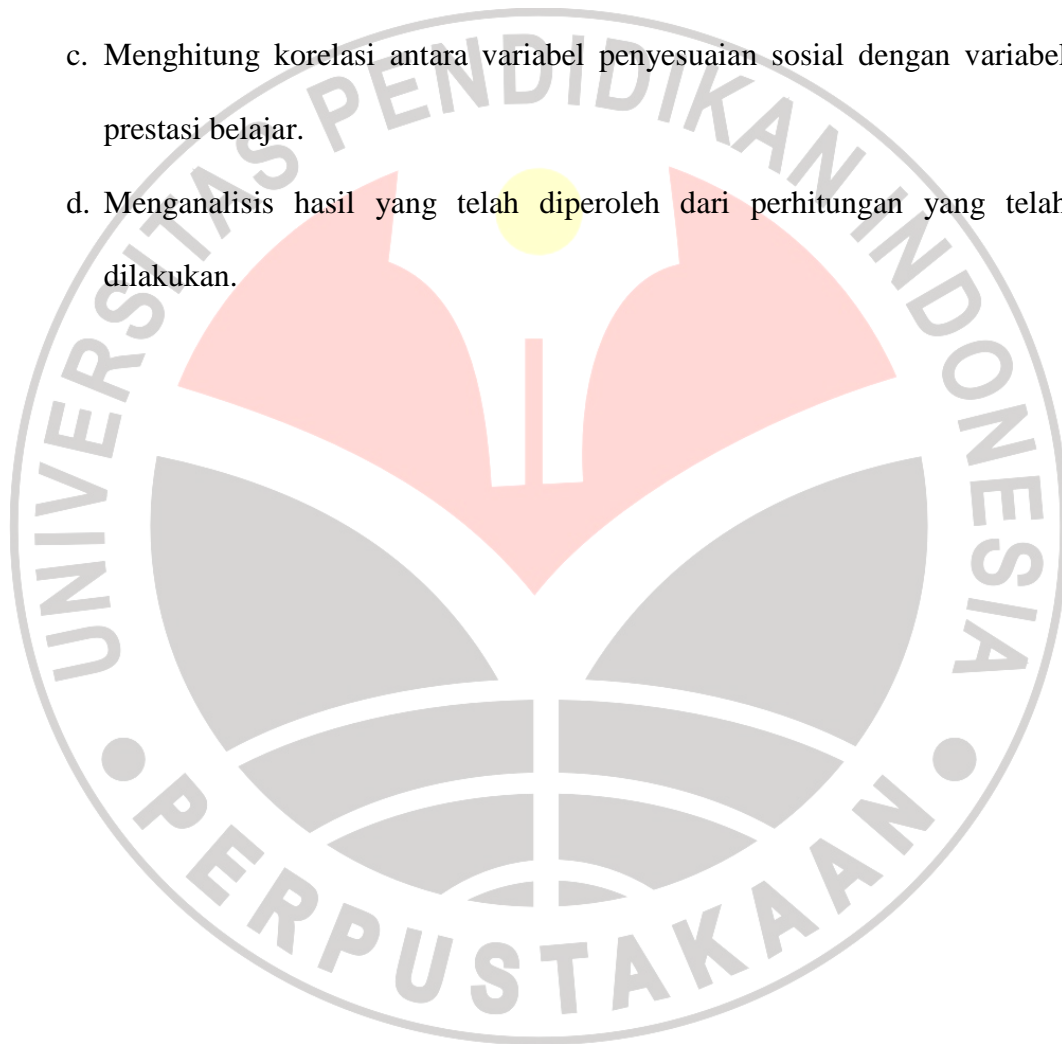 c. Menghitung korelasi antara variabel penyesuaian sosial dengan variabel
prestasi belajar.
d. Menganalisis hasil yang telah diperoleh dari perhitungan yang telah
dilakukan.
UNIVERSITAS PENDIDIKAN INDONESIA
PERPUSTAKAAN